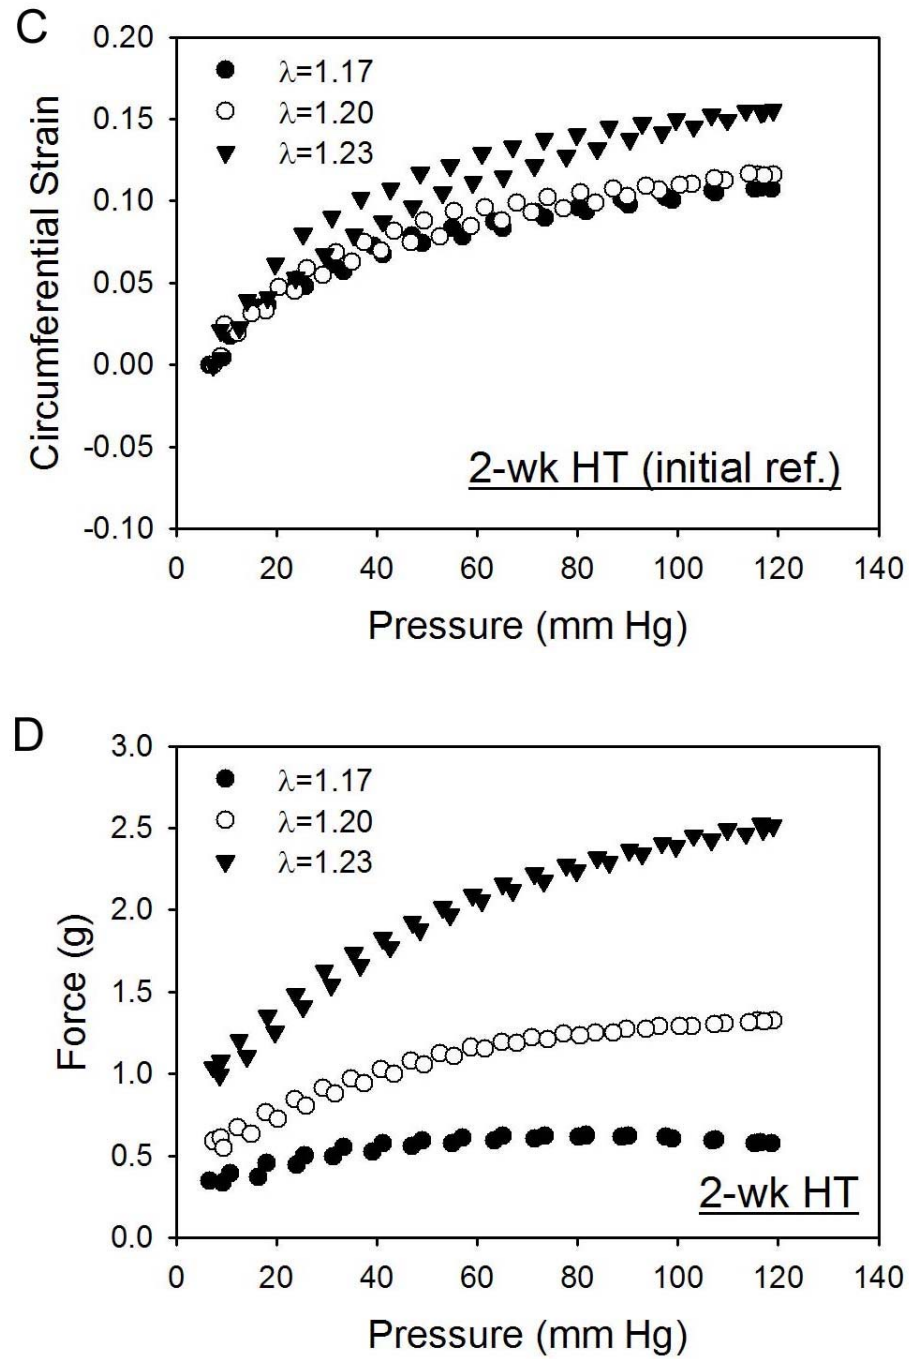 C
0.20
0.15
0.10
0.05
0.00
-0.05
-0.10
Circumferential Strain
λ=1.17
λ=1.20
λ=1.23
2-wk HT (initial ref.)
0 20 40 60 80 100 120 140
Pressure (mm Hg)
D
3.0
2.5
2.0
1.5
1.0
0.5
0.0
Force (g)
λ=1.17
λ=1.20
λ=1.23
2-wk HT
0 20 40 60 80 100 120 140
Pressure (mm Hg)